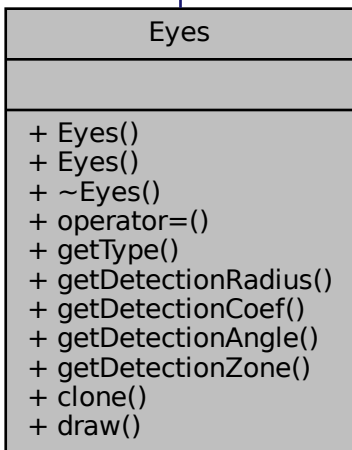 Eyes
+ Eyes()
+ Eyes()
+ ~Eyes()
+ operator=()
+ getType()
+ getDetectionRadius()
+ getDetectionCoef()
+ getDetectionAngle()
+ getDetectionZone()
+ clone()
+ draw()